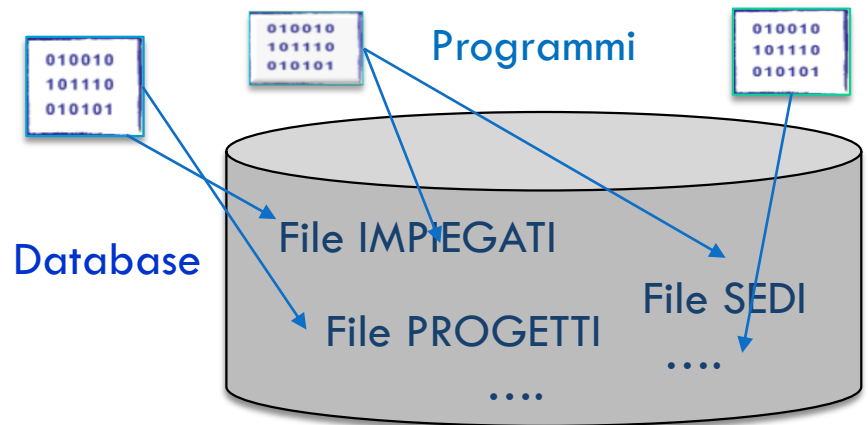 010010
101110
010101
010010
101110
010101
Programmi
010010
101110
010101
Database
File IMPIEGATI
File SEDI
File PROGETTI
....
....